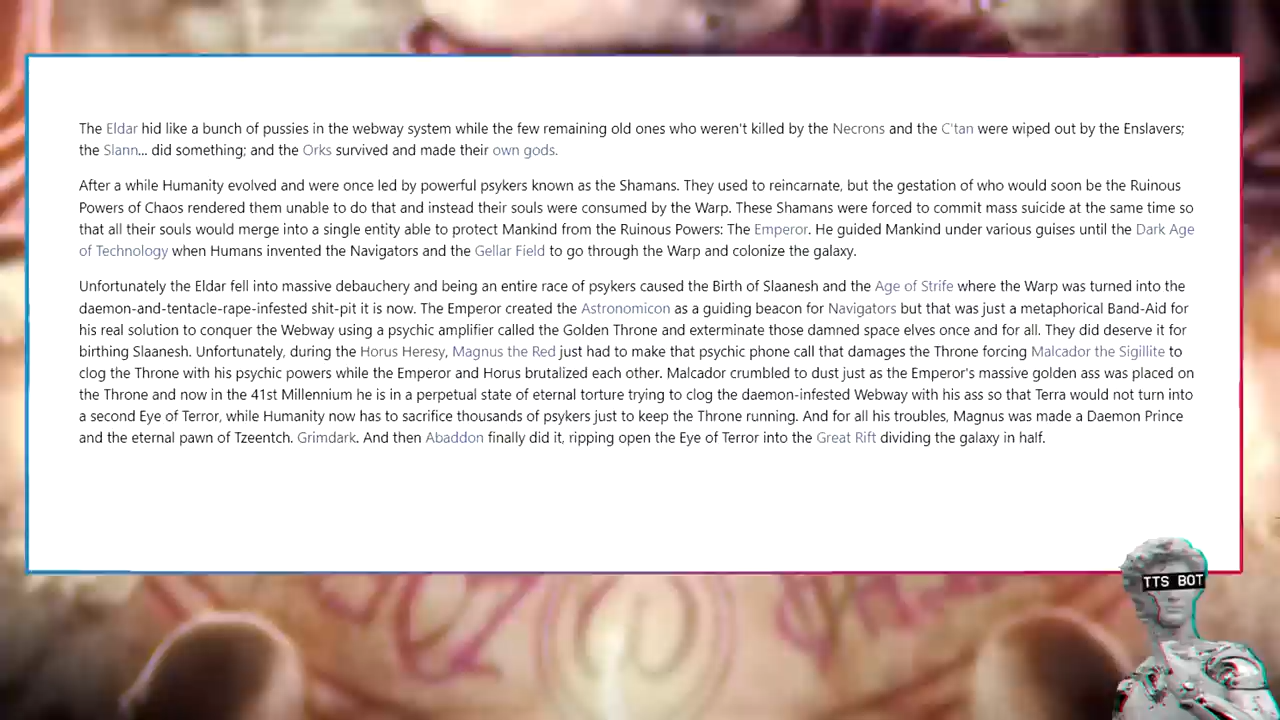 The Eldar hid like a bunch of pussies in the webway system while the few remaining old ones who weren't killed by the Necrons and the C'tan were wiped out by the Enslavers;
the Slann... did something; and the Orks survived and made their own gods.
After a while Humanity evolved and were once led by powerful psykers known as the Shamans. They used to reincarnate, but the gestation of who would soon be the Ruinous
Powers of Chaos rendered them unable to do that and instead their souls were consumed by the Warp. These Shamans were forced to commit mass suicide at the same time so
that all their souls would merge into a single entity able to protect Mankind from the Ruinous Powers: The Emperor. He guided Mankind under various guises until the Dark Age
of Technology when Humans invented the Navigators and the Gellar Field to go through the Warp and colonize the galaxy.
Unfortunately the Eldar fell into massive debauchery and being an entire race of psykers caused the Birth of Slaanesh and the Age of Strife where the Warp was turned into the
daemon-and-tentacle-rape-infested shit-pit it is now. The Emperor created the Astronomicon as a guiding beacon for Navigators but that was just a metaphorical Band-Aid for
his real solution to conquer the Webway using a psychic amplifier called the Golden Throne and exterminate those damned space elves once and for all. They did deserve it for
birthing Slaanesh. Unfortunately, during the Horus Heresy, Magnus the Red just had to make that psychic phone call that damages the Throne forcing Malcador the Sigillite to
clog the Throne with his psychic powers while the Emperor and Horus brutalized each other. Malcador crumbled to dust just as the Emperor's massive golden ass was placed on
the Throne and now in the 41st Millennium he is in a perpetual state of eternal torture trying to clog the daemon-infested Webway with his ass so that Terra would not turn into
a second Eye of Terror, while Humanity now has to sacrifice thousands of psykers just to keep the Throne running. And for all his troubles, Magnus was made a Daemon Prince
and the eternal pawn of Tzeentch. Grimdark. And then Abaddon finally did it, ripping open the Eye of Terror into the Great Rift dividing the galaxy in half.
TTS BOT